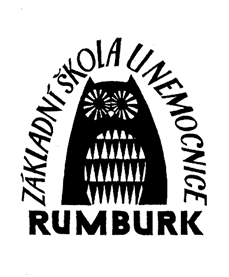 ZÁKLADNÍ ŠKOLA U NEMOCNICE
RUMBURK